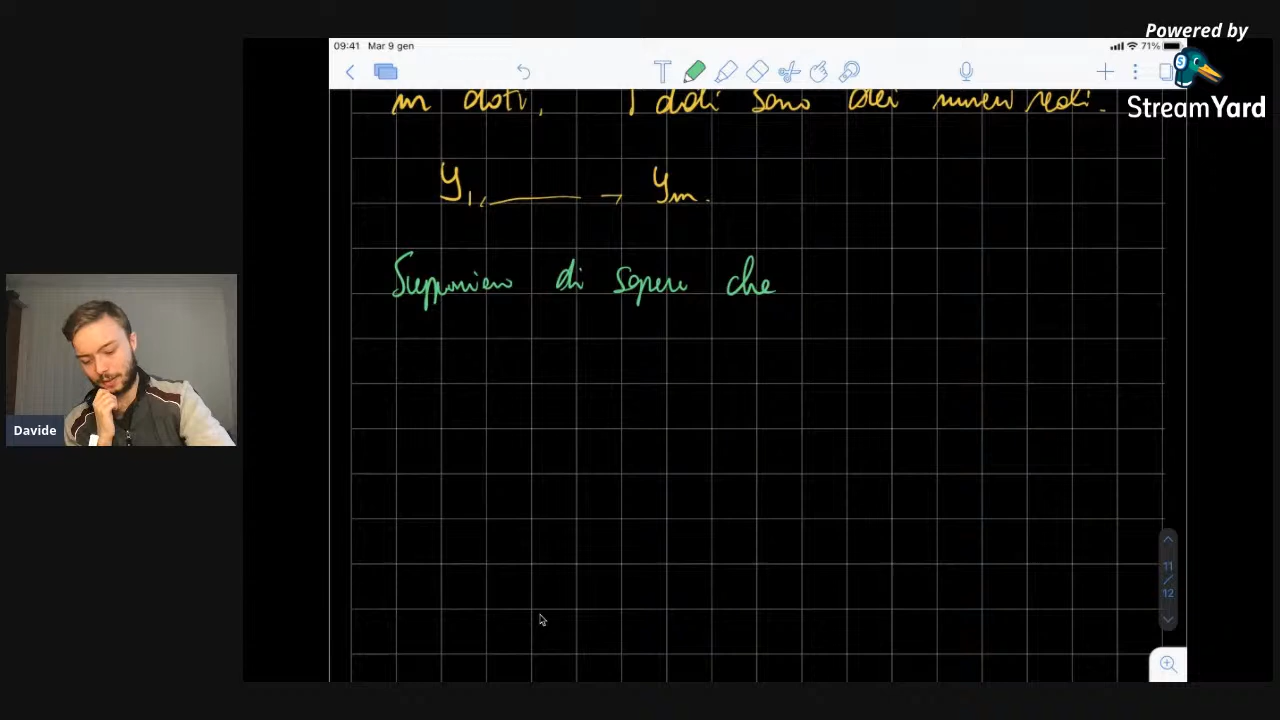 Powered by
StreamYard
09:41 Mar 9 gen
71%
T
m dati, I dati sono dei numeri reali.
y1, → ym.
Supponiamo di sapere che
Davide
11
/
12